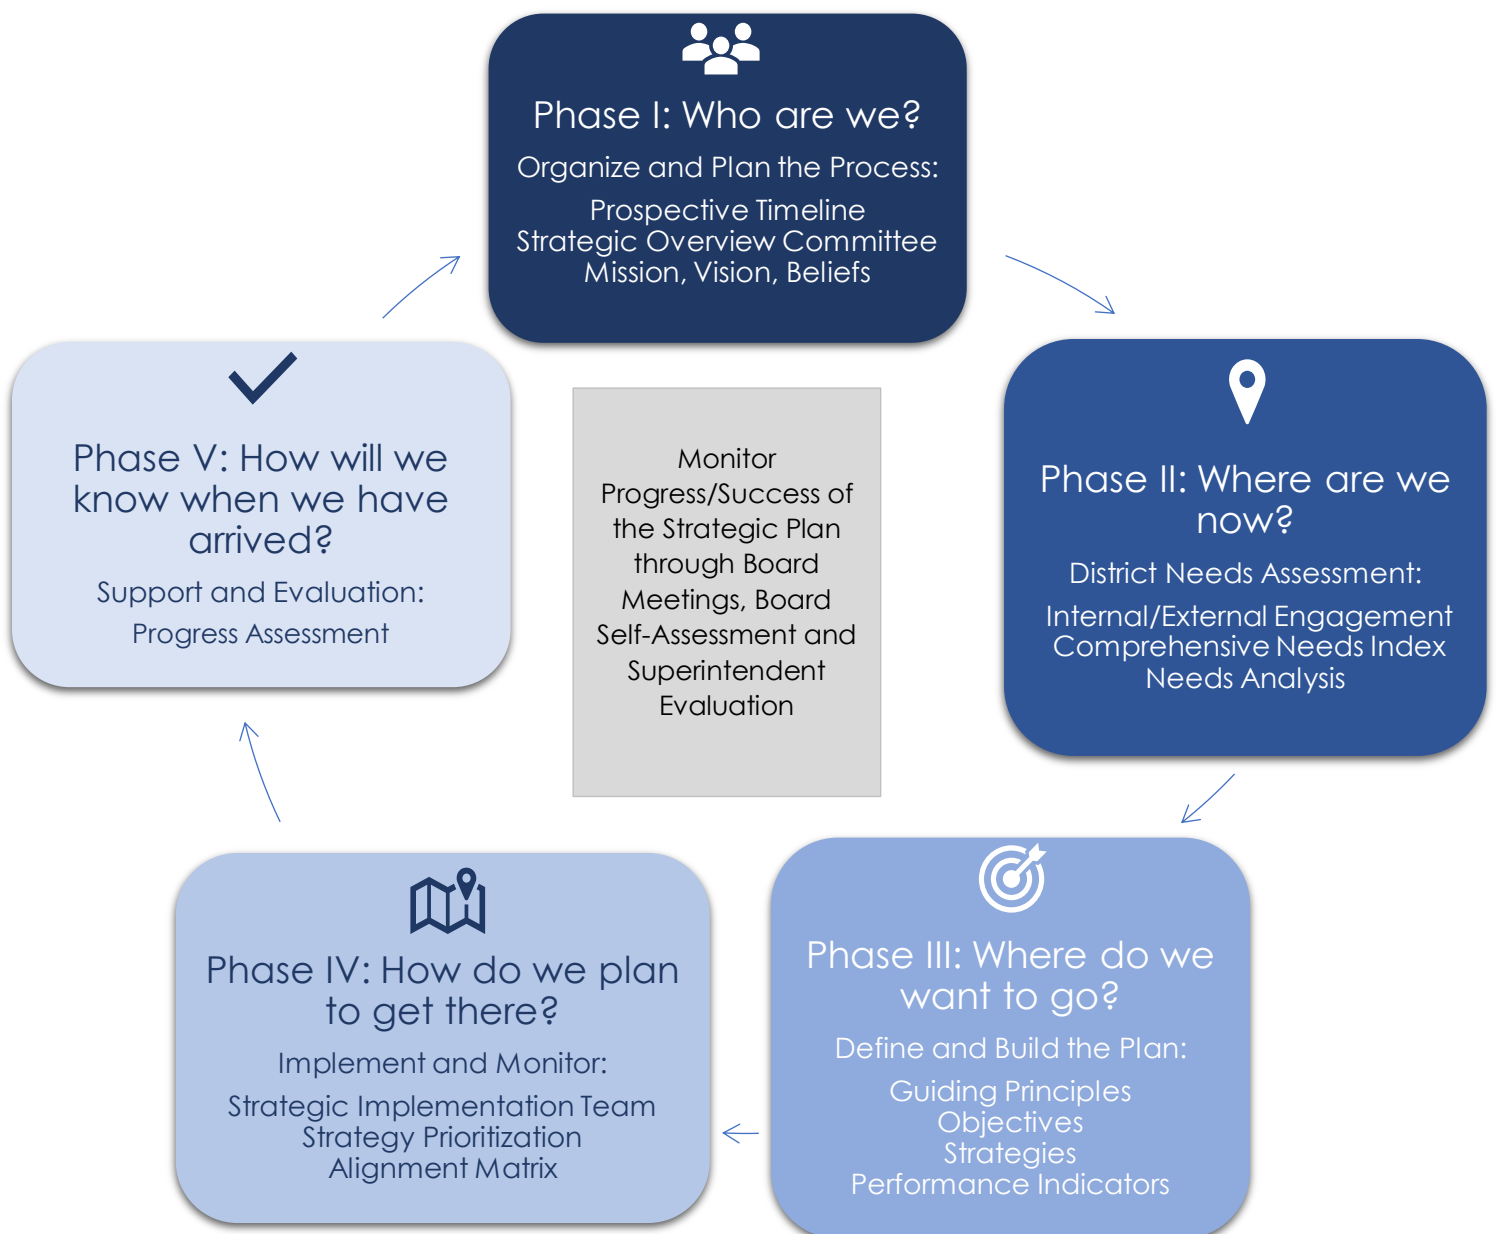 Phase I: Who are we?
Organize and Plan the Process:
Prospective Timeline
Strategic Overview Committee
Mission, Vision, Beliefs
Phase II: Where are we
now?
District Needs Assessment:
Internal/External Engagement
Comprehensive Needs Index
Needs Analysis
Phase III: Where do we
want to go?
Define and Build the Plan:
Guiding Principles
Objectives
Strategies
Performance Indicators
Phase IV: How do we plan
to get there?
Implement and Monitor:
Strategic Implementation Team
Strategy Prioritization
Alignment Matrix
Phase V: How will we
know when we have
arrived?
Support and Evaluation:
Progress Assessment
Monitor
Progress/Success of
the Strategic Plan
through Board
Meetings, Board
Self-Assessment and
Superintendent
Evaluation